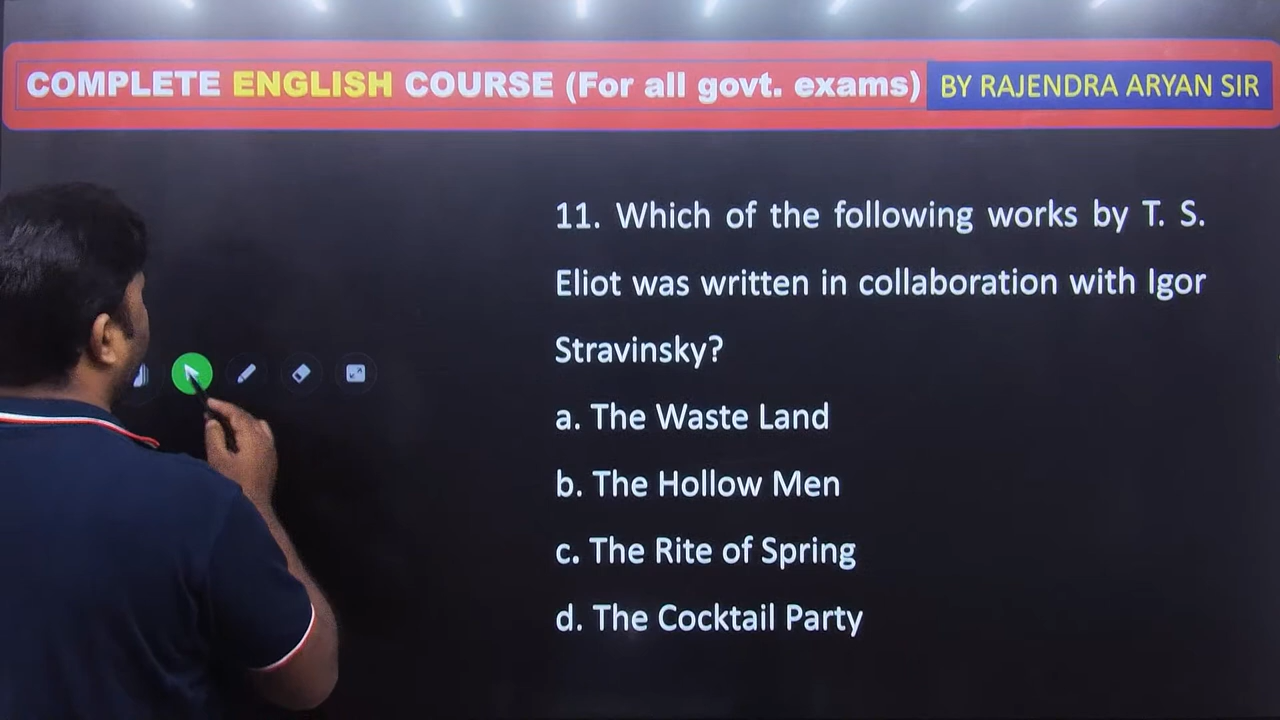 COMPLETE ENGLISH COURSE (For all govt. exams) BY RAJENDRA ARYAN SIR
11. Which of the following works by T. S.
Eliot was written in collaboration with Igor
Stravinsky?
a. The Waste Land
b. The Hollow Men
c. The Rite of Spring
d. The Cocktail Party